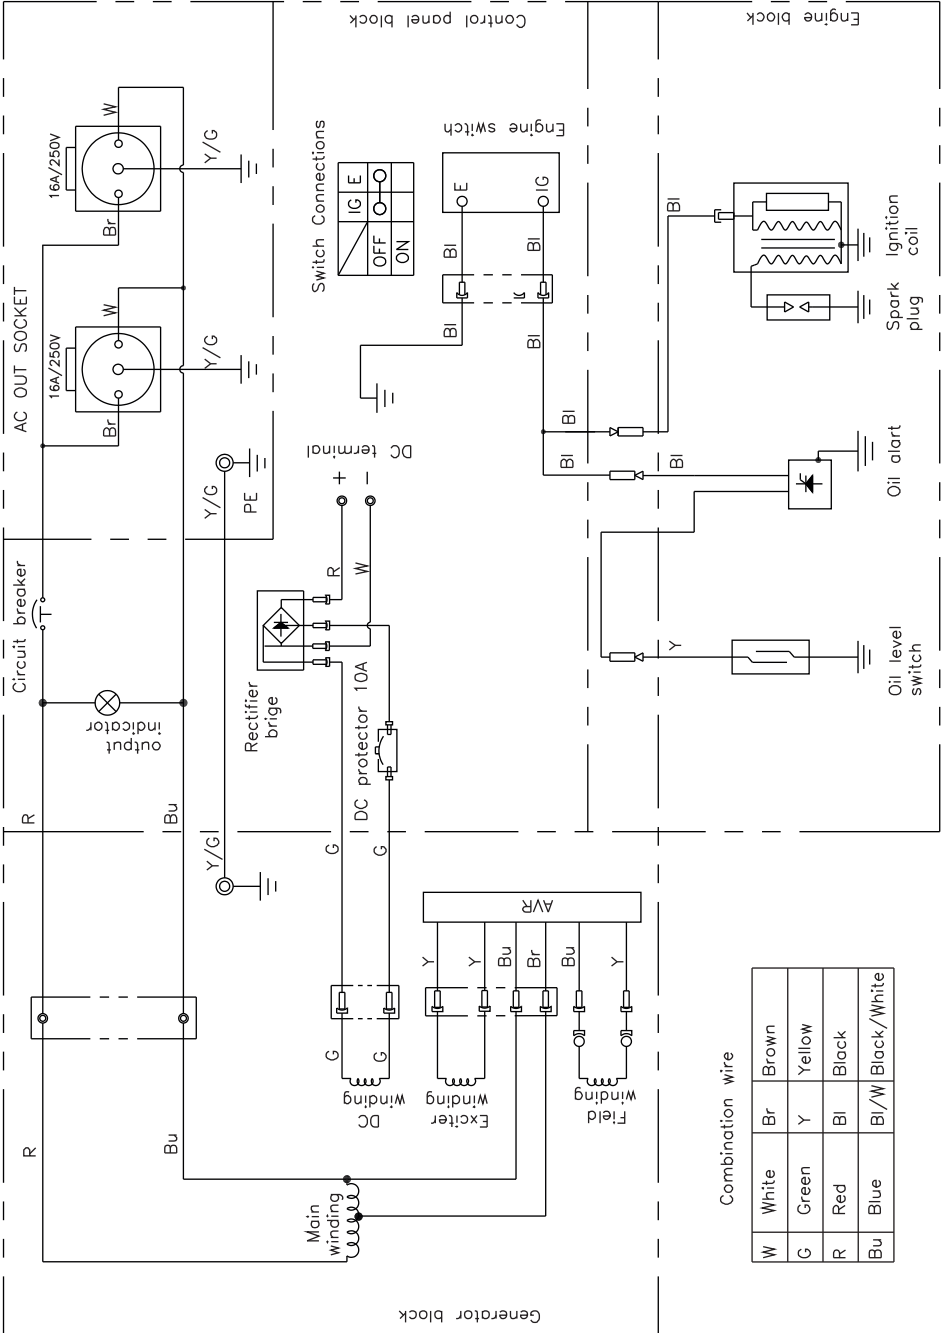 Control panel block
Engine block
W
16A/250V
Y/G
Br
Switch Connections
IG E
OFF
ON
Engine switch
E
IG
Bl
Bl
Bl
Bl
Bl
Ignition
coil
Spark
plug
AC OUT SOCKET
W
16A/250V
Y/G
Br
DC terminal
+
−
Bl
Bl
Bl
Oil alart
Y/G
PE
R
W
Circuit breaker
output
indicator
Rectifier
brige
DC protector 10A
Y
Oil level
switch
R
Bu
Y/G
G
G
AVR
Y
Y
Bu
Br
Bu
Y
G
G
DC
winding
Exciter
winding
Field
winding
R
Bu
Main
winding
Generator block
Combination wire
W White Br Brown
G Green Y Yellow
R Red Bl Black
Bu Blue Bl/W Black/White